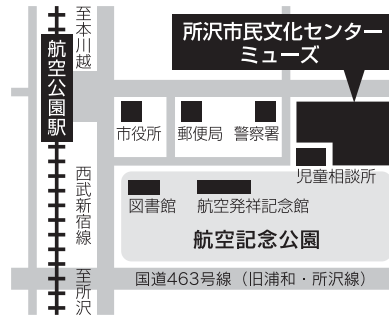 至本川越
所沢市民文化センター
ミューズ
航空公園駅
市役所
郵便局
警察署
児童相談所
西武新宿線
図書館
航空発祥記念館
航空記念公園
至所沢
国道463号線（旧浦和・所沢線）